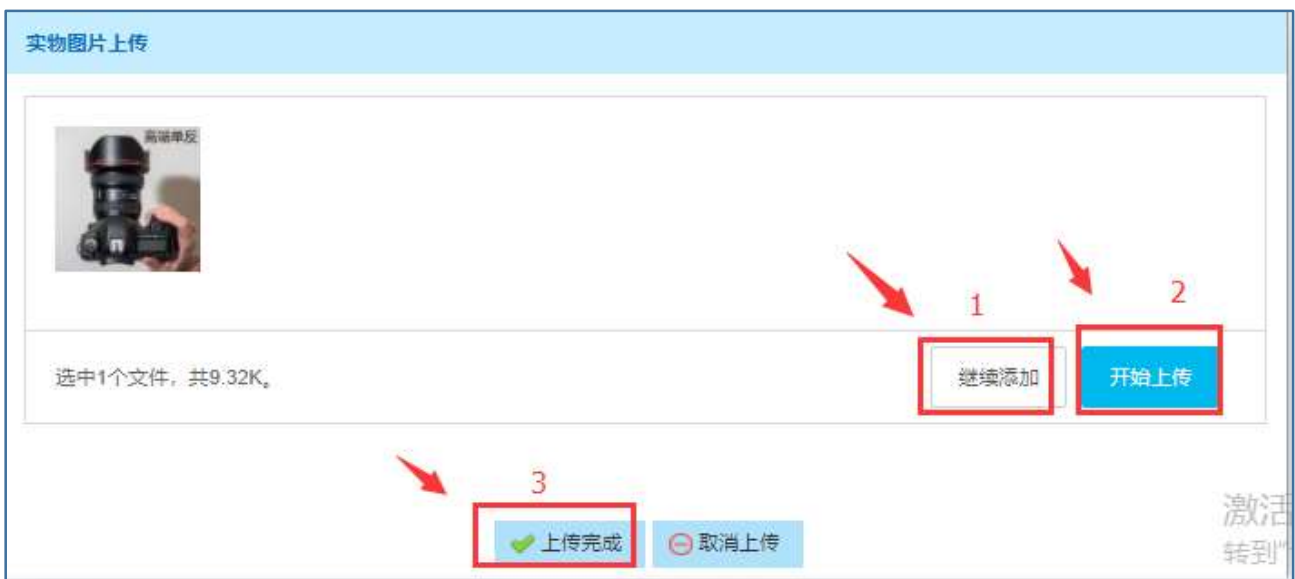 实物图片上传
高端单反
1
2
选中1个文件，共9.32K。
继续添加
开始上传
3
上传完成
取消上传
激活
转到"